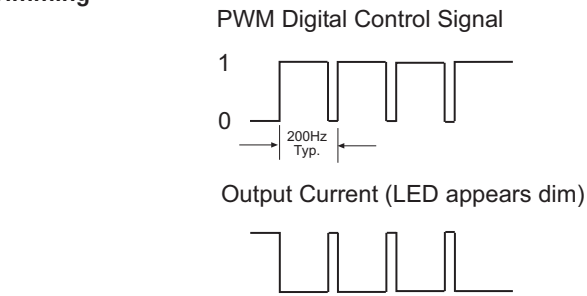 PWM Digital Control Signal
1
0
200Hz
Typ.
Output Current (LED appears dim)